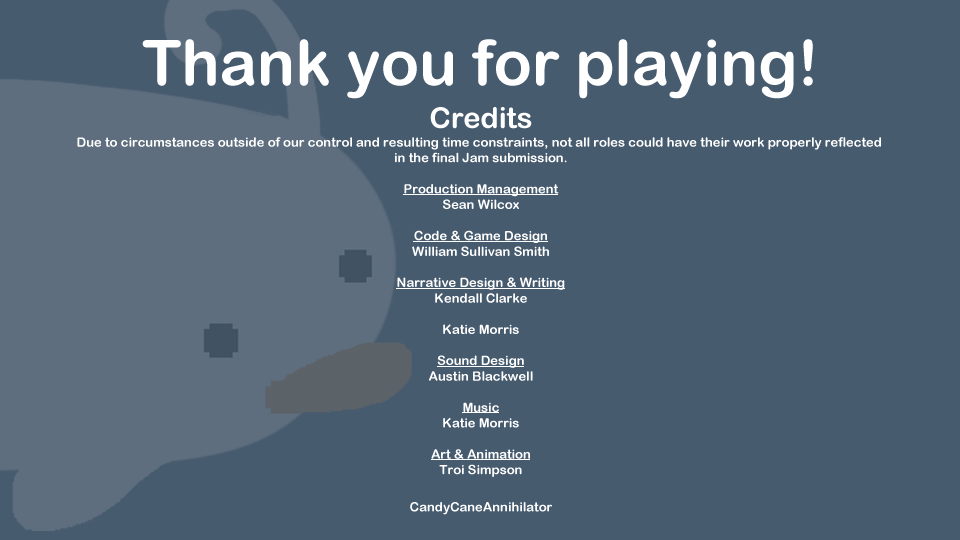 Thank you for playing!
Credits
Due to circumstances outside of our control and resulting time constraints, not all roles could have their work properly reflected
in the final Jam submission.
Production Management
Sean Wilcox
Code & Game Design
William Sullivan Smith
Narrative Design & Writing
Kendall Clarke
Katie Morris
Sound Design
Austin Blackwell
Music
Katie Morris
Art & Animation
Troi Simpson
CandyCaneAnnihilator